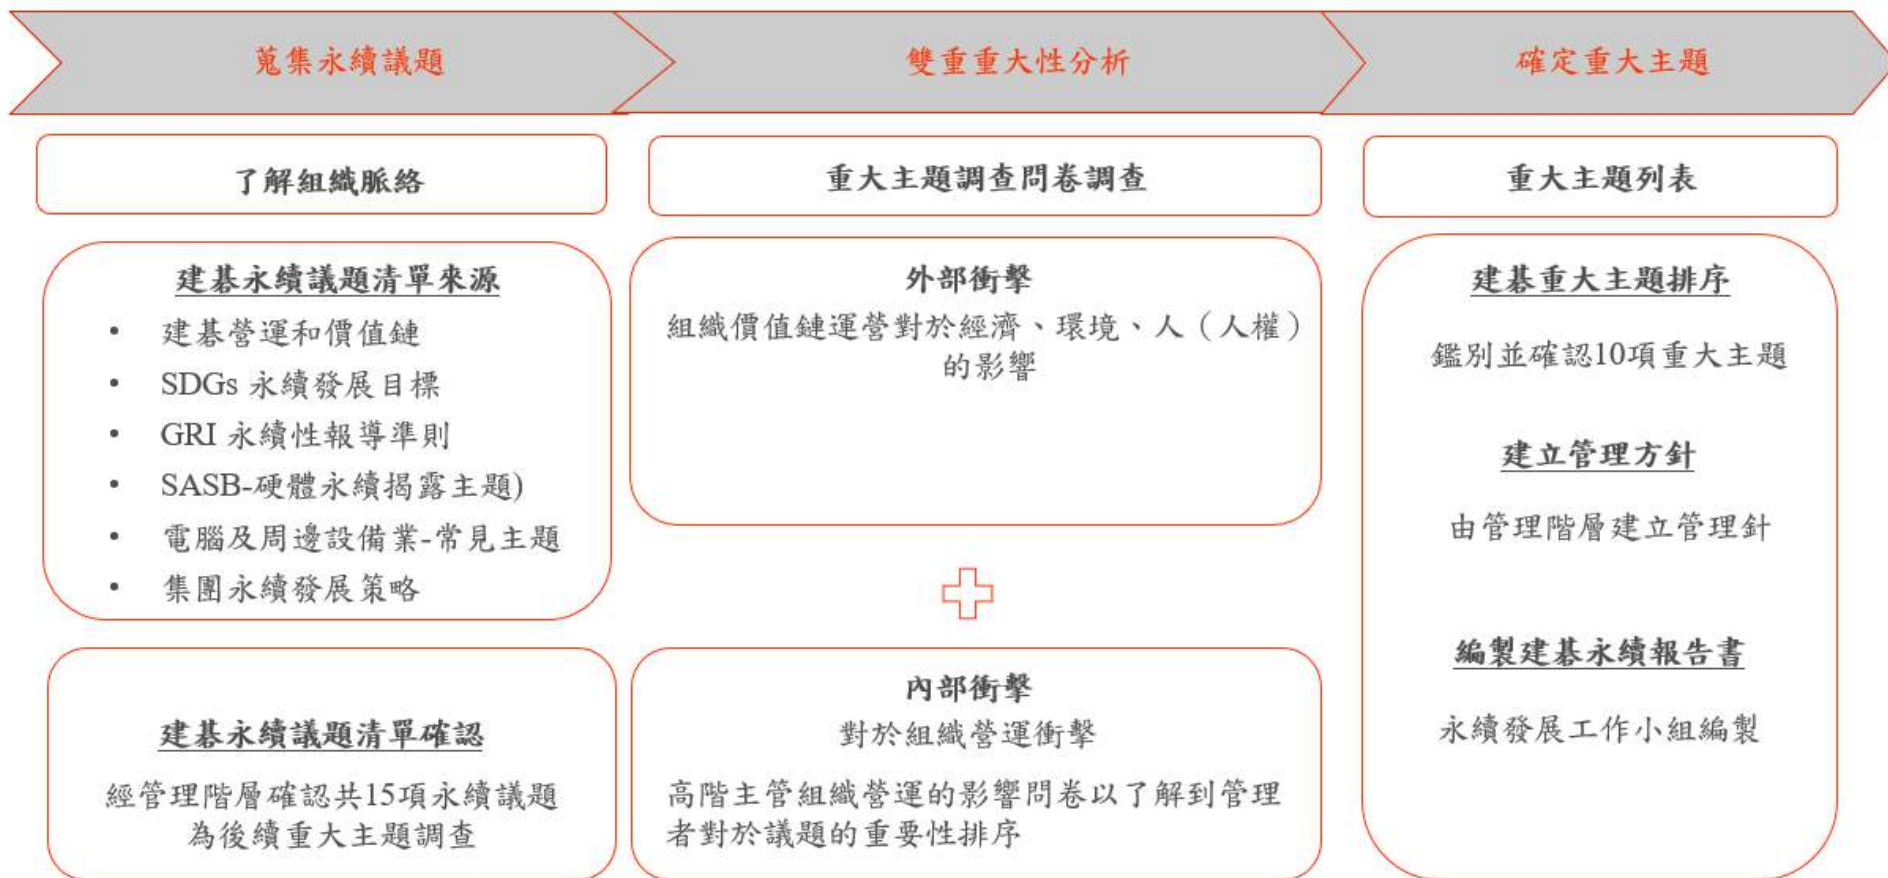 蒐集永續議題
雙重重大性分析
確定重大主題
了解組織脈絡
建碁永續議題清單來源
• 建碁營運和價值鏈
• SDGs 永續發展目標
• GRI 永續性報導準則
• SASB-硬體永續揭露主題)
• 電腦及周邊設備業-常見主題
• 集團永續發展策略
建碁永續議題清單確認
經管理階層確認共15項永續議題
為後續重大主題調查
重大主題調查問卷調查
外部衝擊
組織價值鏈運營對於經濟、環境、人（人權）
的影響
內部衝擊
對於組織營運衝擊
高階主管組織營運的影響問卷以了解到管理
者對於議題的重要性排序
重大主題列表
建碁重大主題排序
鑑別並確認10項重大主題
建立管理方針
由管理階層建立管理針
編製建碁永續報告書
永續發展工作小組編製